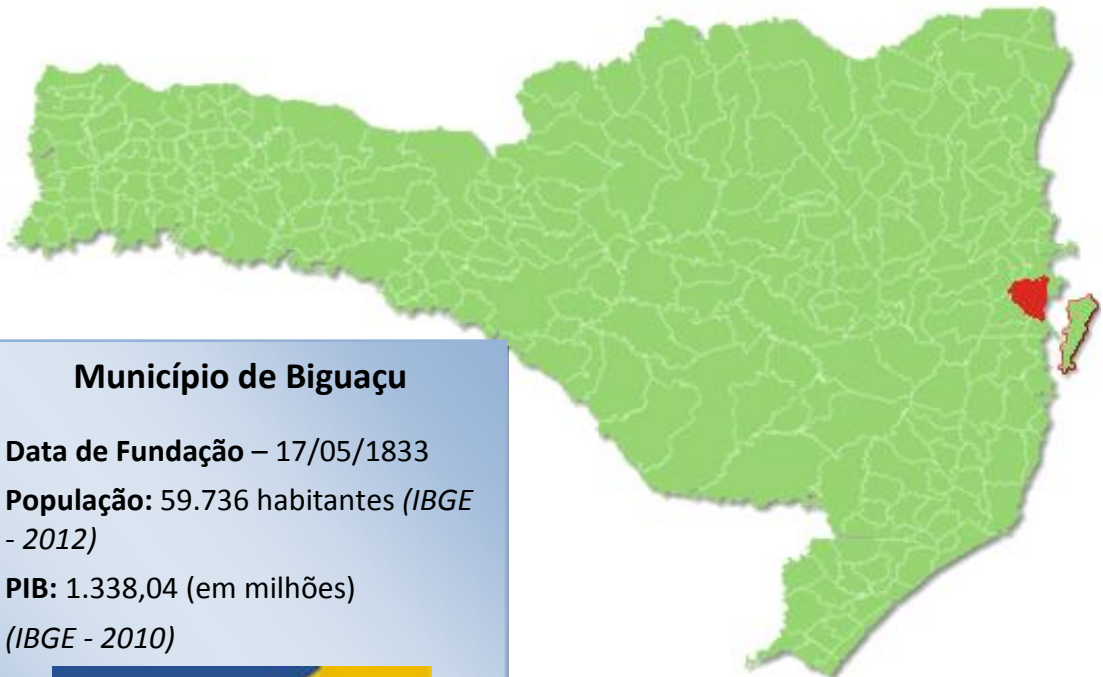 Município de Biguaçu
Data de Fundação – 17/05/1833
População: 59.736 habitantes (IBGE
- 2012)
PIB: 1.338,04 (em milhões)
(IBGE - 2010)